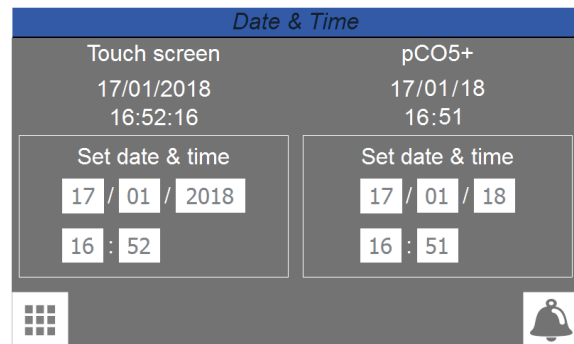 Date & Time
Touch screen
17/01/2018
16:52:16
Set date & time
17 / 01 / 2018
16 : 52
pCO5+
17/01/18
16:51
Set date & time
17 / 01 / 18
16 : 51